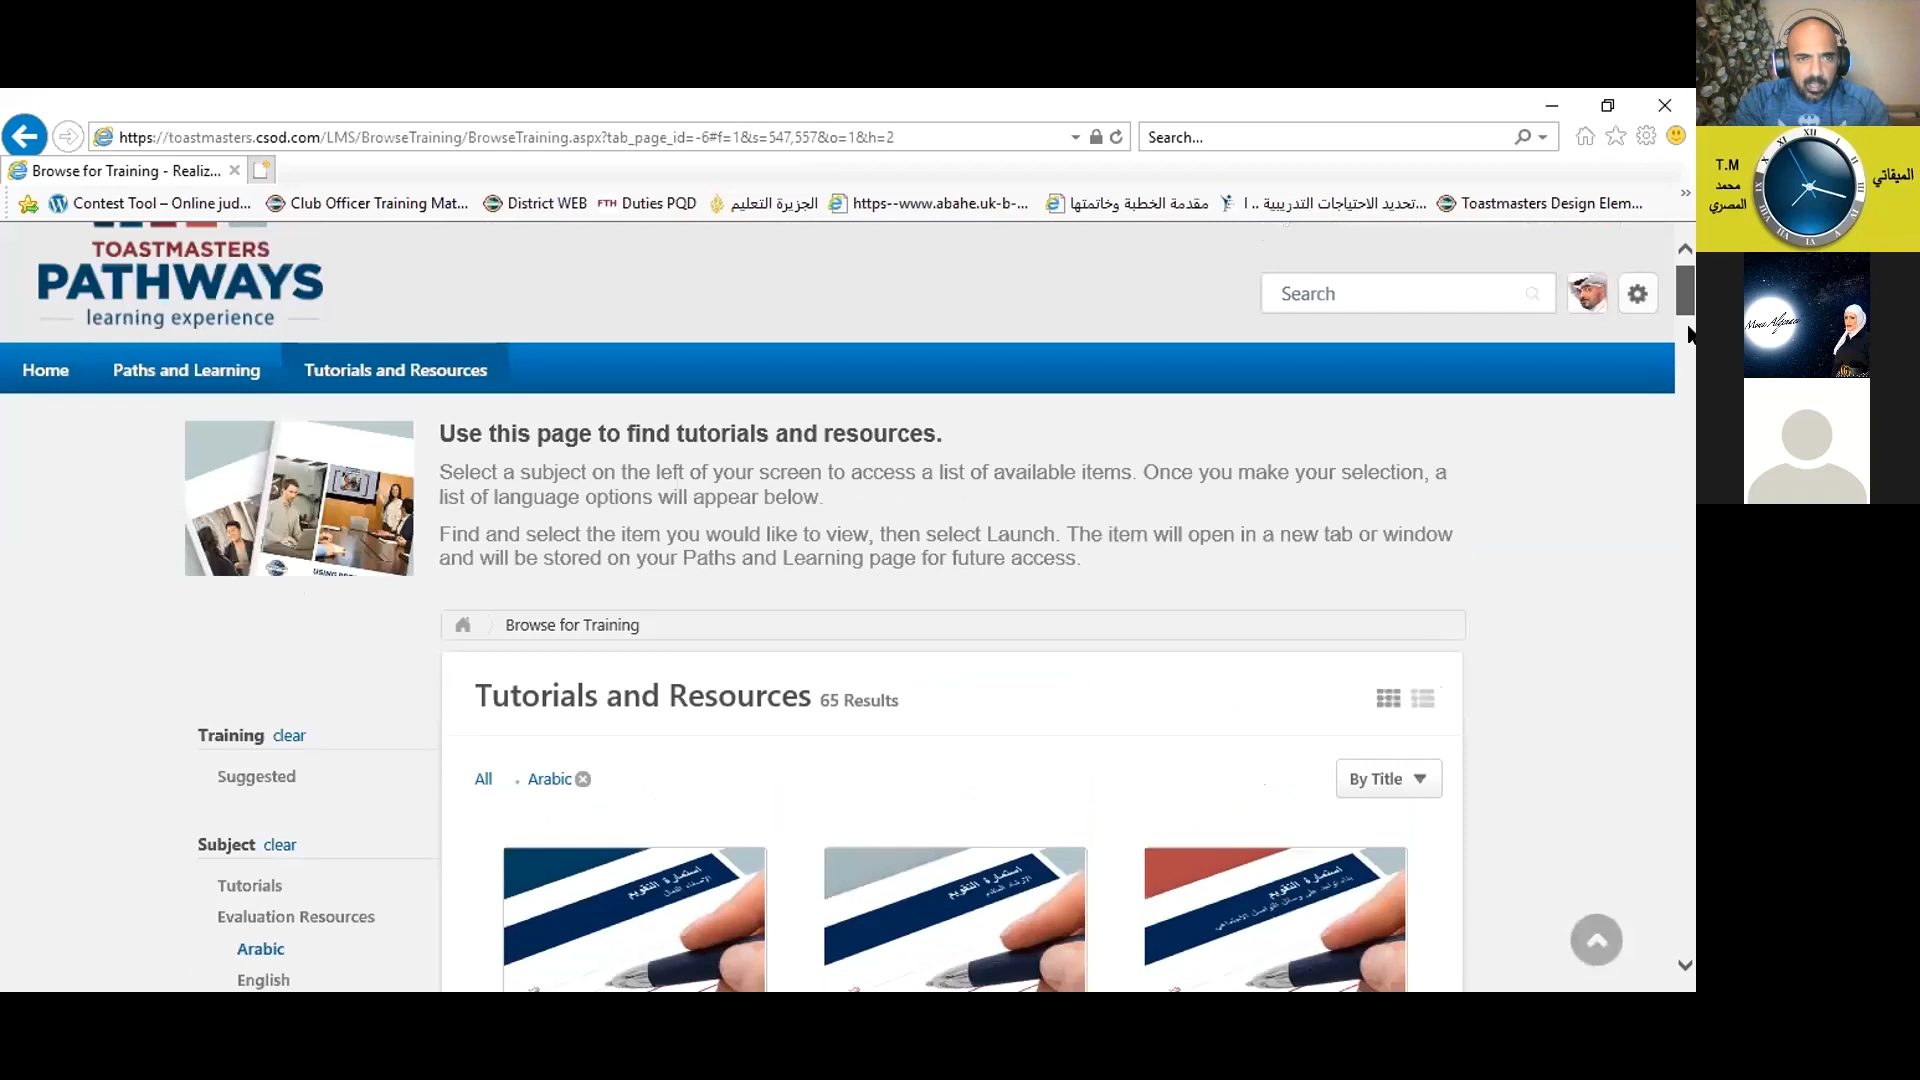 https://toastmasters.csod.com/LMS/BrowseTraining/BrowseTraining.aspx?tab_page_id=-6#f=1&s=547,557&o=1&h=2
Search...
Browse for Training - Realiz...
Contest Tool – Online jud...
Club Officer Training Mat...
District WEB
FTH Duties PQD
الجزيرة التعليم
https--www.abahe.uk-b-...
مقدمة الخطبة وخاتمتها
تحديد الاحتياجات التدريبية .. ا...
Toastmasters Design Elem...
TOASTMASTERS
PATHWAYS
learning experience
Search
Home
Paths and Learning
Tutorials and Resources
Use this page to find tutorials and resources.
Select a subject on the left of your screen to access a list of available items. Once you make your selection, a
list of language options will appear below.
Find and select the item you would like to view, then select Launch. The item will open in a new tab or window
and will be stored on your Paths and Learning page for future access.
Browse for Training
Tutorials and Resources 65 Results
Training clear
Suggested
All
Arabic
By Title
Subject clear
Tutorials
Evaluation Resources
Arabic
English
استمارة التقويم
استمارة التقويم
استمارة التقويم
T.M
محمد
المصري
الميقاتي
XII